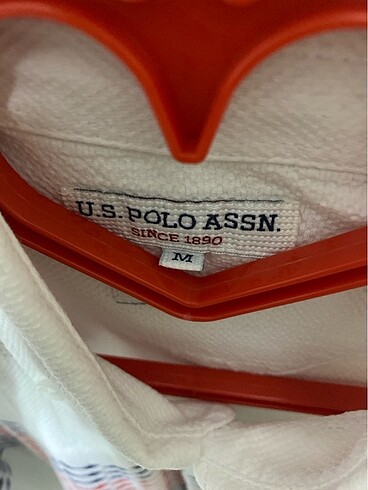 U.S. POLO ASSN.
SINCE 1890
M